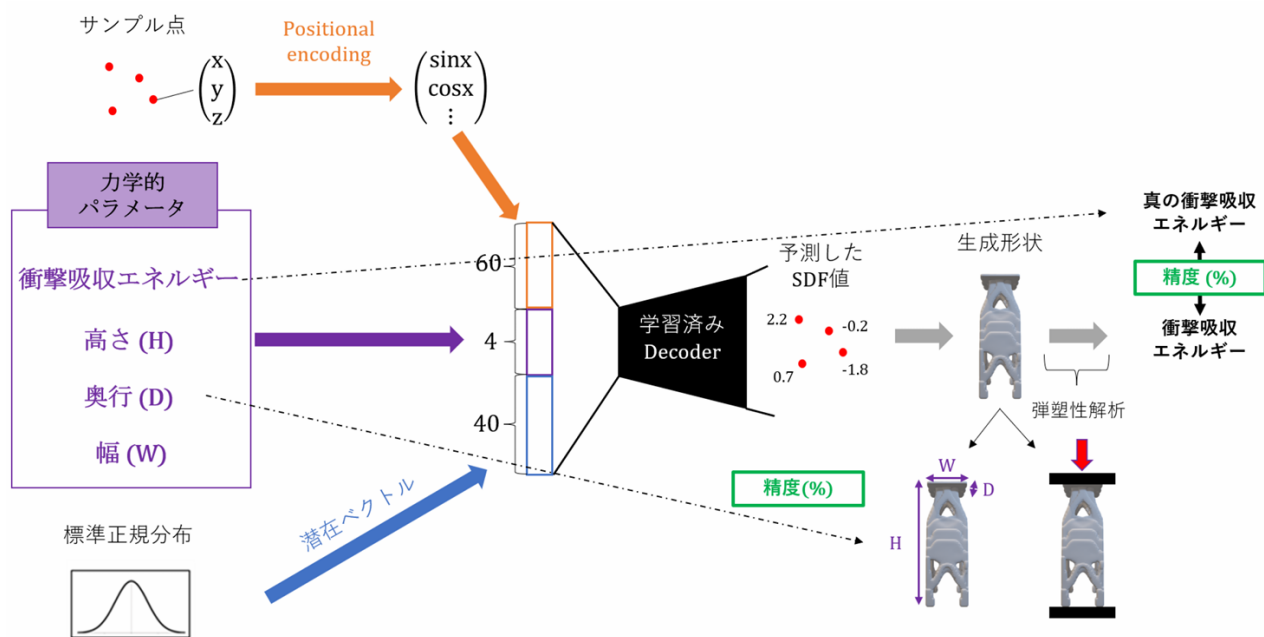 サンプル点
Positional
encoding
x
y
z
sinx
cosx
⋮
力学的
パラメータ
衝撃吸収エネルギー
高さ (H)
奥行 (D)
幅 (W)
標準正規分布
潜在ベクトル
60
4
40
学習済み
Decoder
予測した
SDF値
2.2
-0.2
0.7
-1.8
生成形状
弾塑性解析
真の衝撃吸収
エネルギー
精度 (%)
衝撃吸収
エネルギー
精度(%)
W
D
H